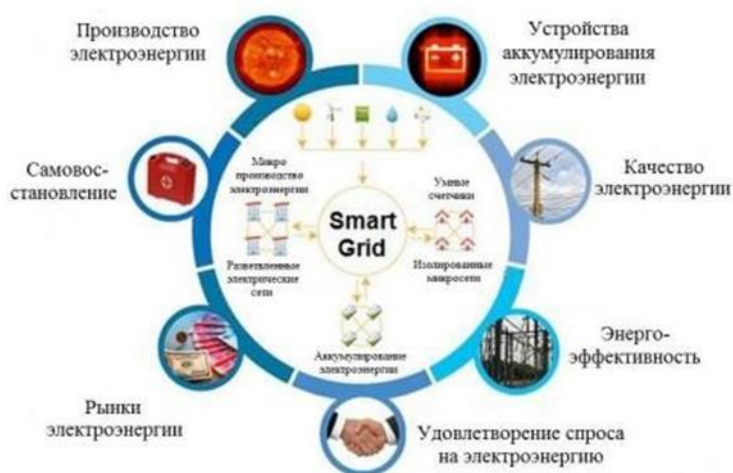 Производство
электроэнергии
Устройства
аккумулирования
электроэнергии
Самовос-
становление
Качество
электроэнергии
Микро
производство
электроэнергии
Умные
счетчики
Smart
Grid
Разветвленные
электрические
сети
Изолированные
микросети
Аккумулирование
электроэнергии
Энерго-
эффективность
Рынки
электроэнергии
Удовлетворение спроса
на электроэнергию